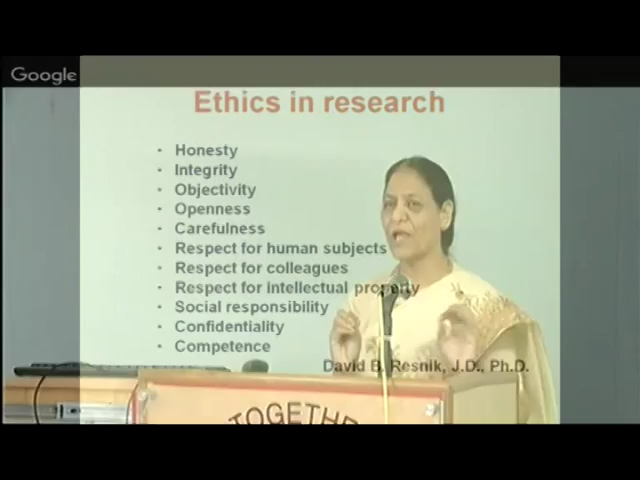 Google
Ethics in research
• Honesty
• Integrity
• Objectivity
• Openness
• Carefulness
• Respect for human subjects
• Respect for colleagues
• Respect for intellectual property
• Social responsibility
• Confidentiality
• Competence
David B. Resnik, J.D., Ph.D.
TOGETHE